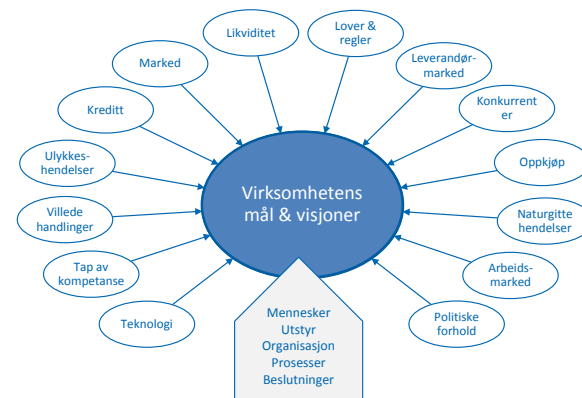 Likviditet
Lover &
regler
Marked
Leverandør-
marked
Kreditt
Konkurrent
er
Ulykkes-
hendelser
Oppkjøp
Virksomhetens
mål & visjoner
Villede
handlinger
Naturgitte
hendelser
Tap av
kompetanse
Arbeids-
marked
Teknologi
Politiske
forhold
Mennesker
Utstyr
Organisasjon
Prosesser
Beslutninger